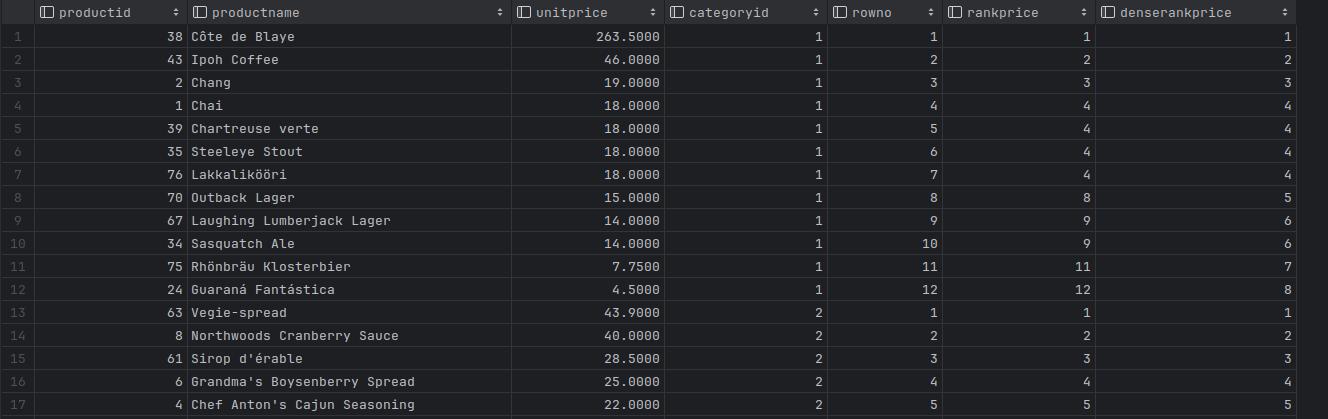 productid productname unitprice categoryid rowno rankprice denserankprice
1 38 Côte de Blaye 263.5000 1 1 1 1
2 43 Ipoh Coffee 46.0000 1 2 2 2
3 2 Chang 19.0000 1 3 3 3
4 1 Chai 18.0000 1 4 4 4
5 39 Chartreuse verte 18.0000 1 5 4 4
6 35 Steeleye Stout 18.0000 1 6 4 4
7 76 Lakkalikööri 18.0000 1 7 4 4
8 70 Outback Lager 15.0000 1 8 8 5
9 67 Laughing Lumberjack Lager 14.0000 1 9 9 6
10 34 Sasquatch Ale 14.0000 1 10 9 6
11 75 Rhönbräu Klosterbier 7.7500 1 11 11 7
12 24 Guaraná Fantástica 4.5000 1 12 12 8
13 63 Vegie-spread 43.9000 2 1 1 1
14 8 Northwoods Cranberry Sauce 40.0000 2 2 2 2
15 61 Sirop d'érable 28.5000 2 3 3 3
16 6 Grandma's Boysenberry Spread 25.0000 2 4 4 4
17 4 Chef Anton's Cajun Seasoning 22.0000 2 5 5 5